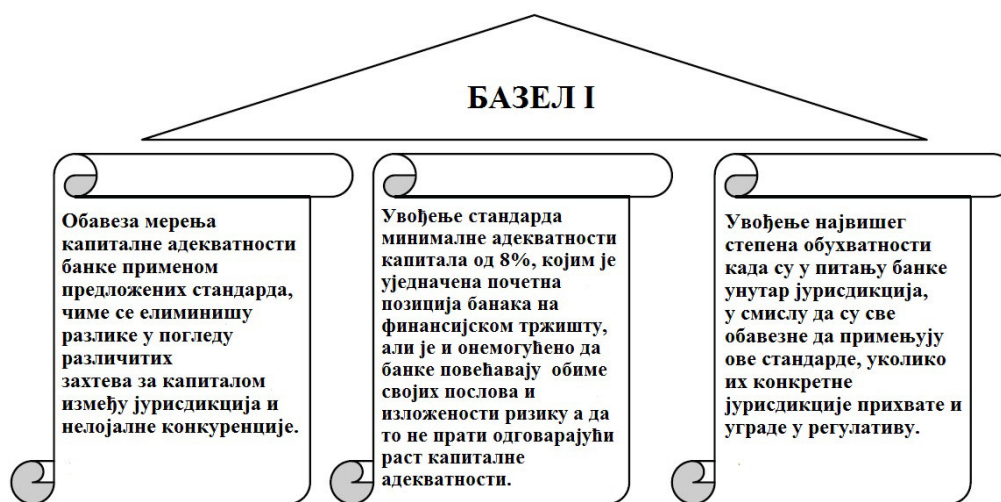 БАЗЕЛ I
Обавеза мерења
капиталне адекватности
банке применом
предложених стандарда,
чиме се елиминишу
разлике у погледу
различитих
захтева за капиталом
између јурисдикција и
нелојалне конкуренције.
Увођење стандарда
минималне адекватности
капитала од 8%, којим је
уједначена почетна
позиција банака на
финансијском тржишту,
али је и онемогућено да
банке повећавају обиме
својих послова и
изложености ризику а да
то не прати одговарајући
раст капиталне
адекватности.
Увођење највишег
степена обухватности
када су у питању банке
унутар јурисдикција,
у смислу да су све
обавезне да примењују
ове стандарде, уколико
их конкретне
јурисдикције прихвате и
уграде у регулативу.